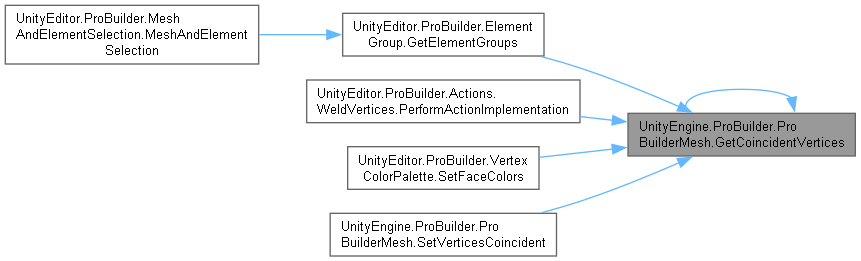 UnityEditor.ProBuilder.Mesh
AndElementSelection.MeshAndElement
Selection
UnityEditor.ProBuilder.Element
Group.GetElementGroups
UnityEditor.ProBuilder.Actions.
WeldVertices.PerformActionImplementation
UnityEngine.ProBuilder.Pro
BuilderMesh.GetCoincidentVertices
UnityEditor.ProBuilder.Vertex
ColorPalette.SetFaceColors
UnityEngine.ProBuilder.Pro
BuilderMesh.SetVerticesCoincident